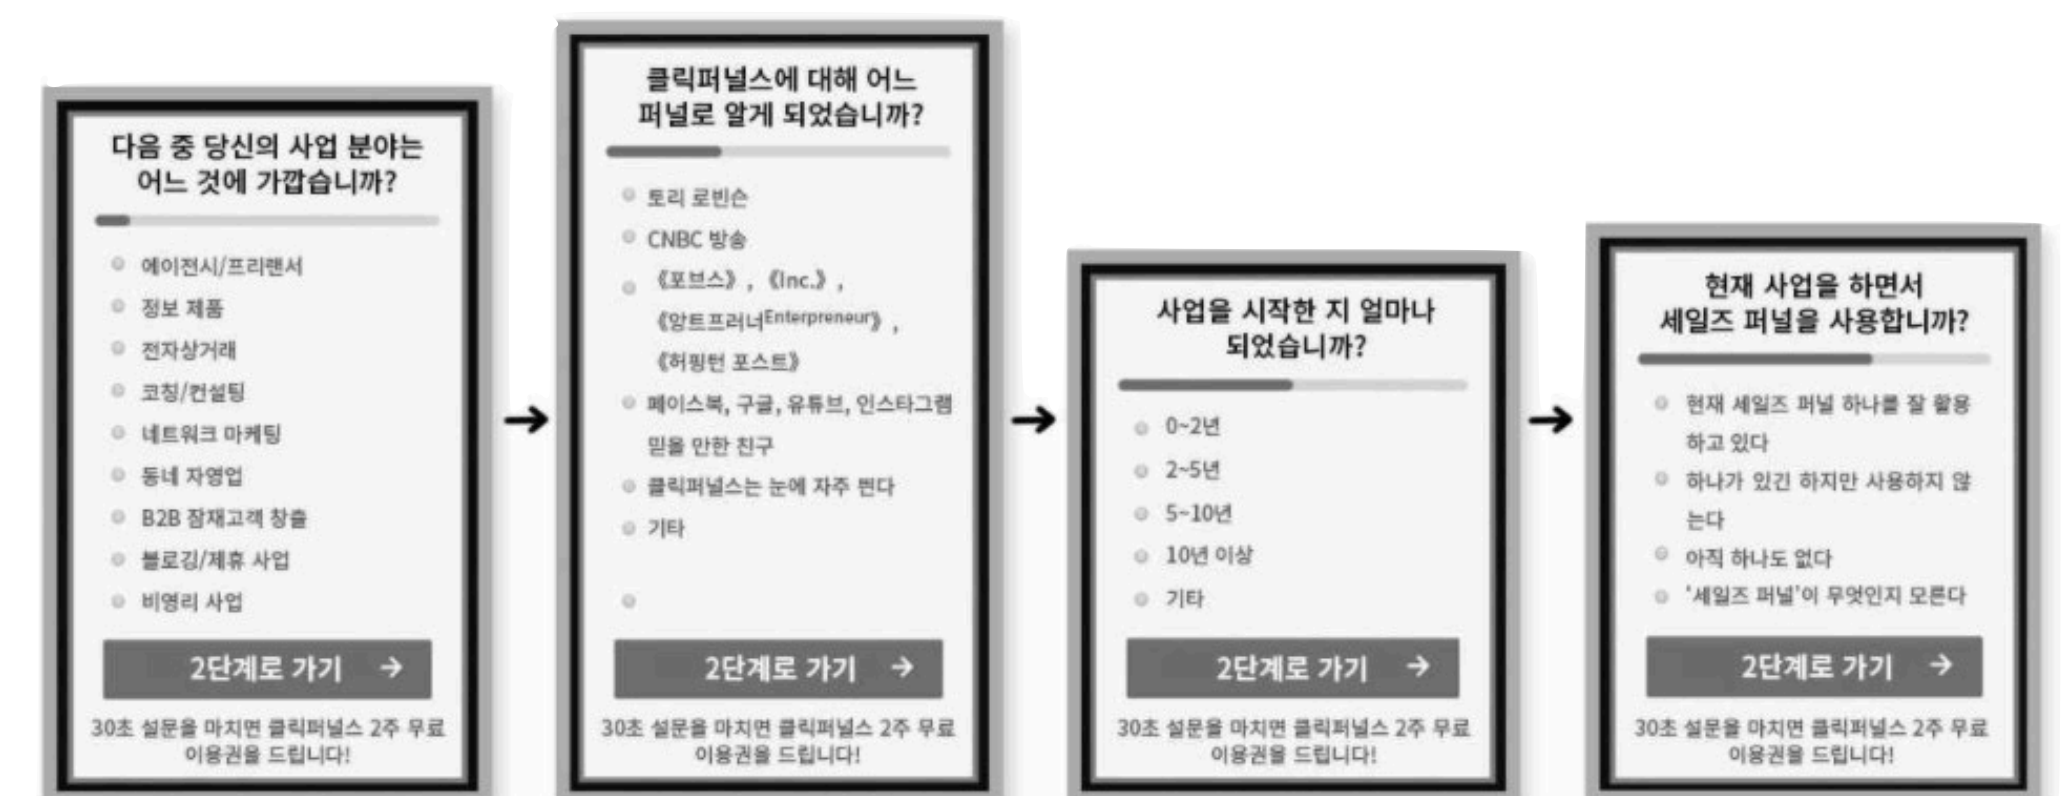 다음 중 당신의 사업 분야는
어느 것에 가깝습니까?
에이전시/프리랜서
정보 제품
전자상거래
코칭/컨설팅
네트워크 마케팅
동네 자영업
B2B 잠재고객 창출
블로깅/제휴 사업
비영리 사업
2단계로 가기 →
30초 설문을 마치면 클릭퍼널스 2주 무료
이용권을 드립니다!
클릭퍼널스에 대해 어느
퍼널로 알게 되었습니까?
토리 로빈슨
CNBC 방송
《포브스》, 《Inc.》,
《앙트프러너Enterpreneur》,
《허핑턴 포스트》
페이스북, 구글, 유튜브, 인스타그램
믿을 만한 친구
클릭퍼널스는 눈에 자주 띈다
기타
2단계로 가기 →
30초 설문을 마치면 클릭퍼널스 2주 무료
이용권을 드립니다!
사업을 시작한 지 얼마나
되었습니까?
0~2년
2~5년
5~10년
10년 이상
기타
2단계로 가기 →
30초 설문을 마치면 클릭퍼널스 2주 무료
이용권을 드립니다!
현재 사업을 하면서
세일즈 퍼널을 사용합니까?
현재 세일즈 퍼널 하나를 잘 활용
하고 있다
하나가 있긴 하지만 사용하지 않
는다
아직 하나도 없다
'세일즈 퍼널'이 무엇인지 모른다
2단계로 가기 →
30초 설문을 마치면 클릭퍼널스 2주 무료
이용권을 드립니다!